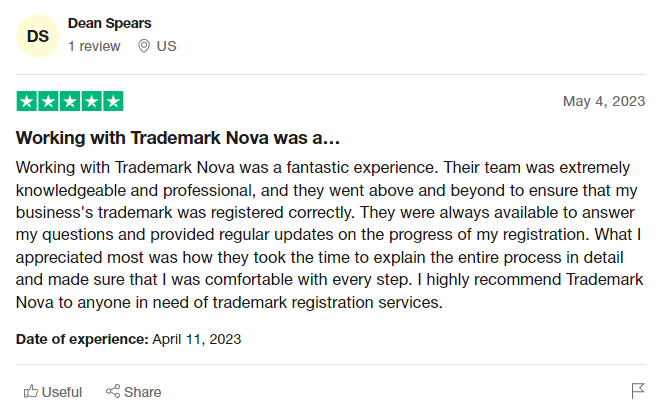 DS
Dean Spears
1 review US
May 4, 2023
Working with Trademark Nova was a…
Working with Trademark Nova was a fantastic experience. Their team was extremely
knowledgeable and professional, and they went above and beyond to ensure that my
business's trademark was registered correctly. They were always available to answer
my questions and provided regular updates on the progress of my registration. What I
appreciated most was how they took the time to explain the entire process in detail
and made sure that I was comfortable with every step. I highly recommend Trademark
Nova to anyone in need of trademark registration services.
Date of experience: April 11, 2023
Useful Share